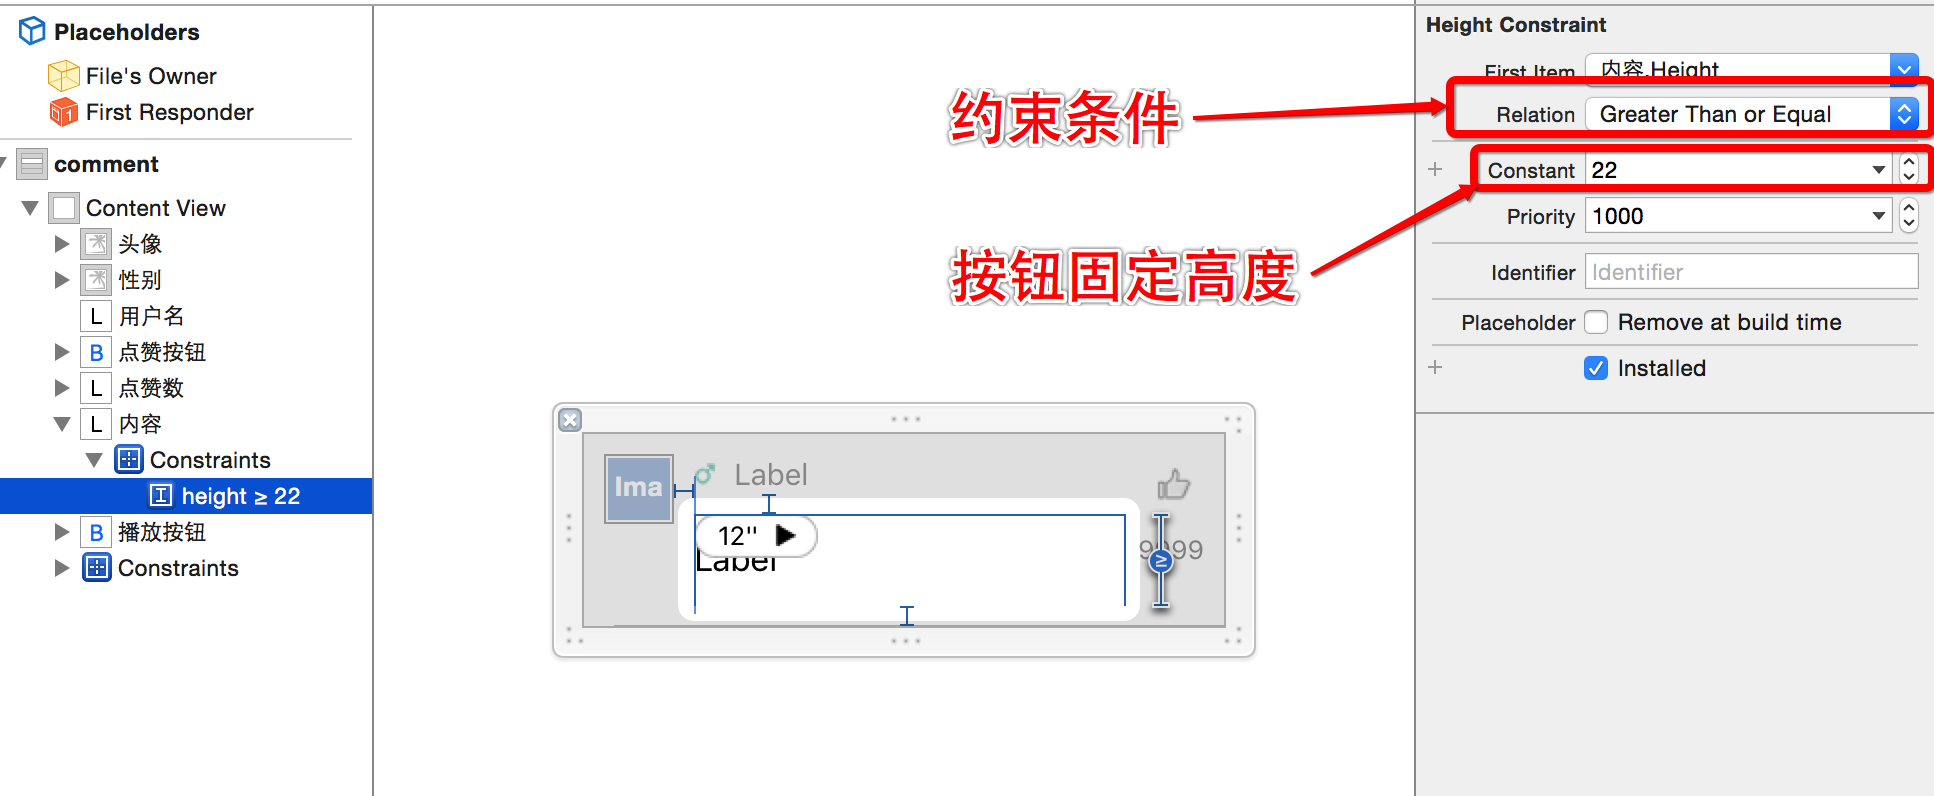 Placeholders
File's Owner
First Responder
comment
Content View
头像
性别
L 用户名
B 点赞按钮
L 点赞数
L 内容
Constraints
height ≥ 22
B 播放按钮
Constraints
约束条件
按钮固定高度
Ima
Label
12''
Label
9999
≥
Height Constraint
First Item 内容.Height
Relation Greater Than or Equal
Constant 22
Priority 1000
Identifier Identifier
Placeholder Remove at build time
Installed